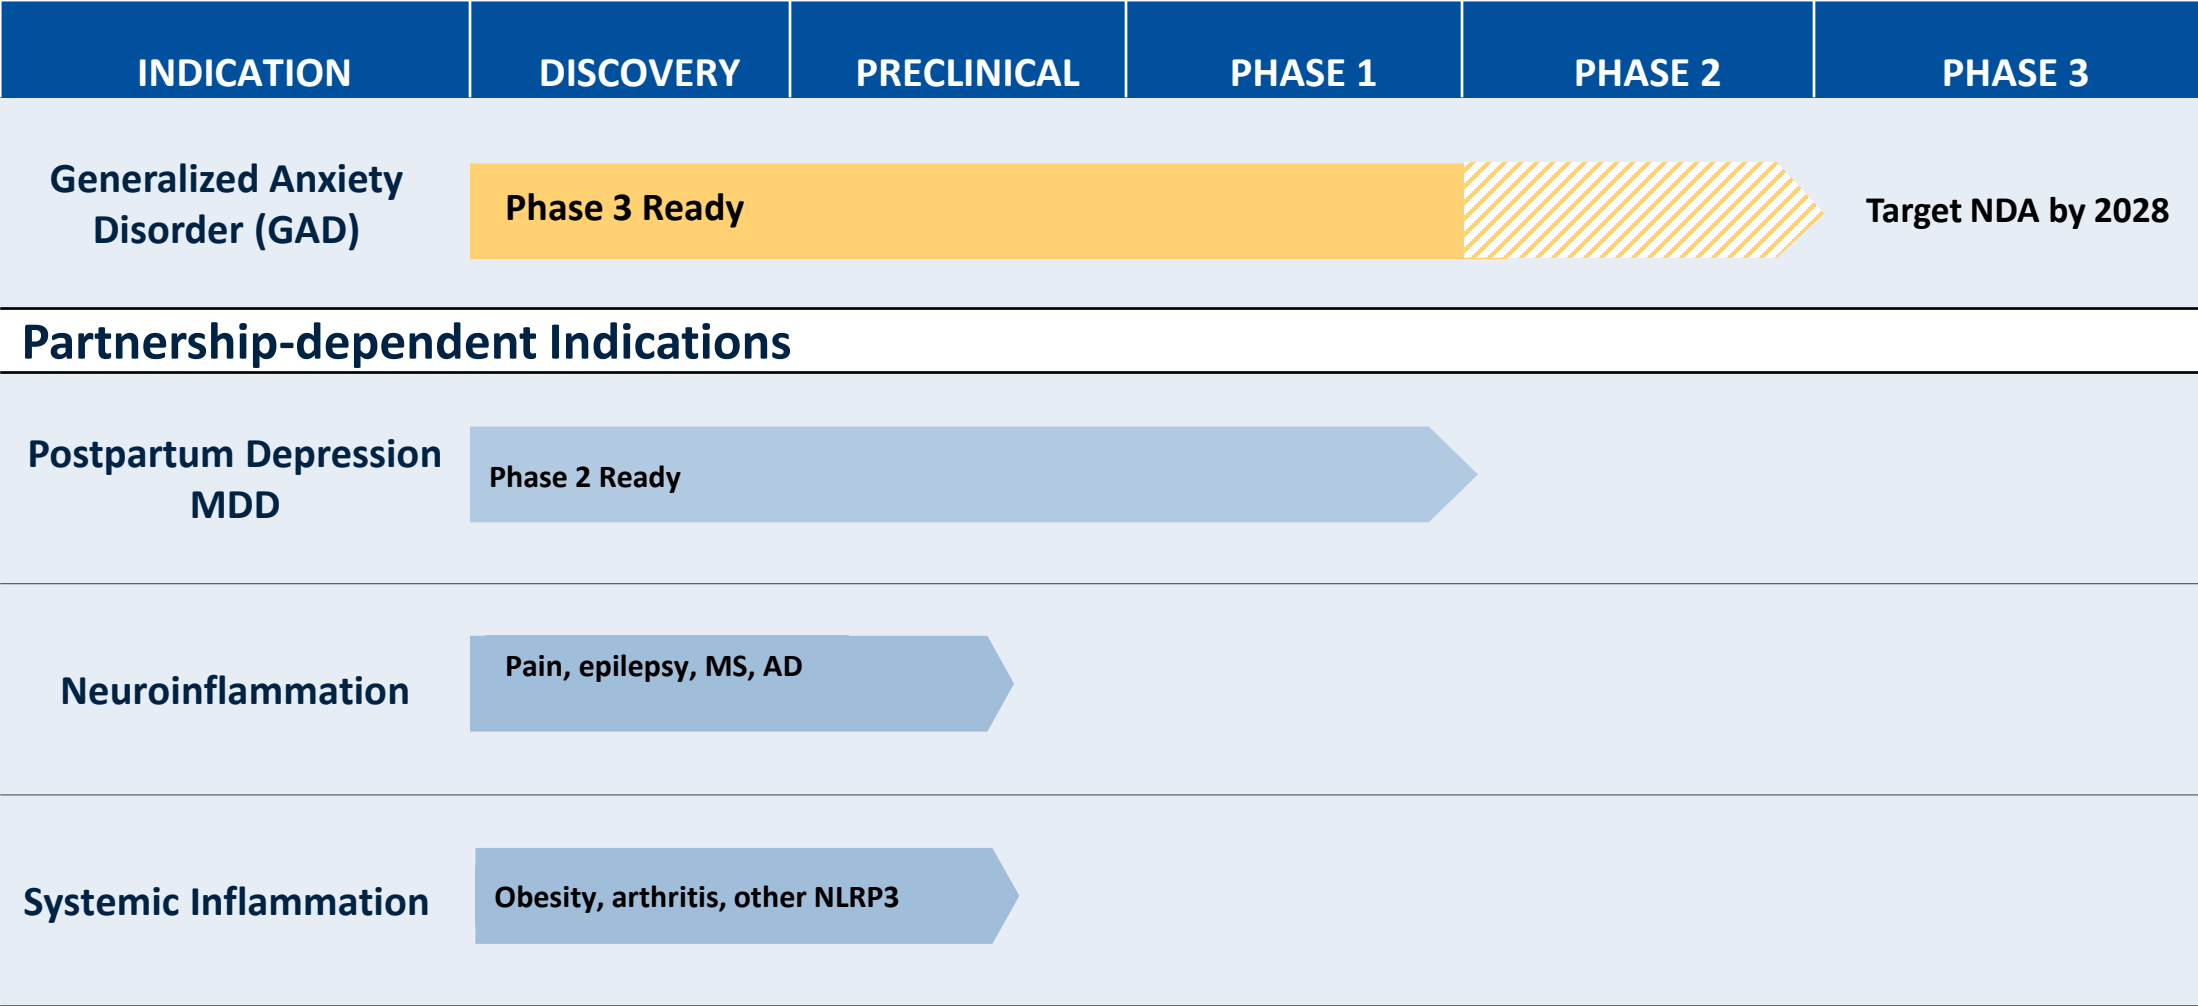 INDICATION DISCOVERY PRECLINICAL PHASE 1 PHASE 2 PHASE 3
Generalized Anxiety
Disorder (GAD)
Phase 3 Ready
Target NDA by 2028
Partnership-dependent Indications
Postpartum Depression
MDD
Phase 2 Ready
Neuroinflammation
Pain, epilepsy, MS, AD
Systemic Inflammation
Obesity, arthritis, other NLRP3